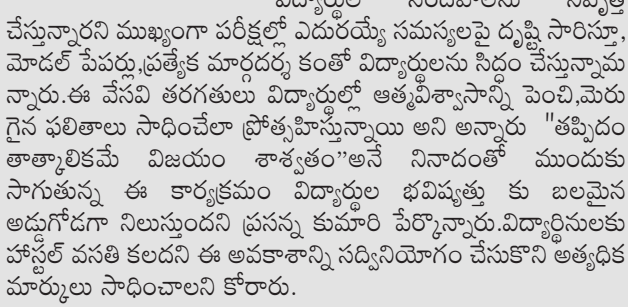 విద్యార్థుల సందేహాలను నివృత్తి
చేస్తున్నారని ముఖ్యంగా పరీక్షల్లో ఎదురయ్యే సమస్యలపై దృష్టి సారిస్తూ,
మోడల్ పేపర్లు,ప్రత్యేక మార్గదర్శ కంతో విద్యార్థులను సిద్ధం చేస్తున్నామ
న్నారు.ఈ వేసవి తరగతులు విద్యార్థుల్లో ఆత్మవిశ్వాసాన్ని పెంచి,మెరు
గైన ఫలితాలు సాధించేలా ప్రోత్సహిస్తున్నాయి అని అన్నారు "తప్పిదం
తాత్కాలికమే విజయం శాశ్వతం”అనే నినాదంతో ముందుకు
సాగుతున్న ఈ కార్యక్రమం విద్యార్థుల భవిష్యత్తు కు బలమైన
అడ్డుగోడగా నిలుస్తుందని ప్రసన్న కుమారి పేర్కొన్నారు.విద్యార్థినులకు
హాస్టల్ వసతి కలదని ఈ అవకాశాన్ని సద్వినియోగం చేసుకొని అత్యధిక
మార్కులు సాధించాలని కోరారు.